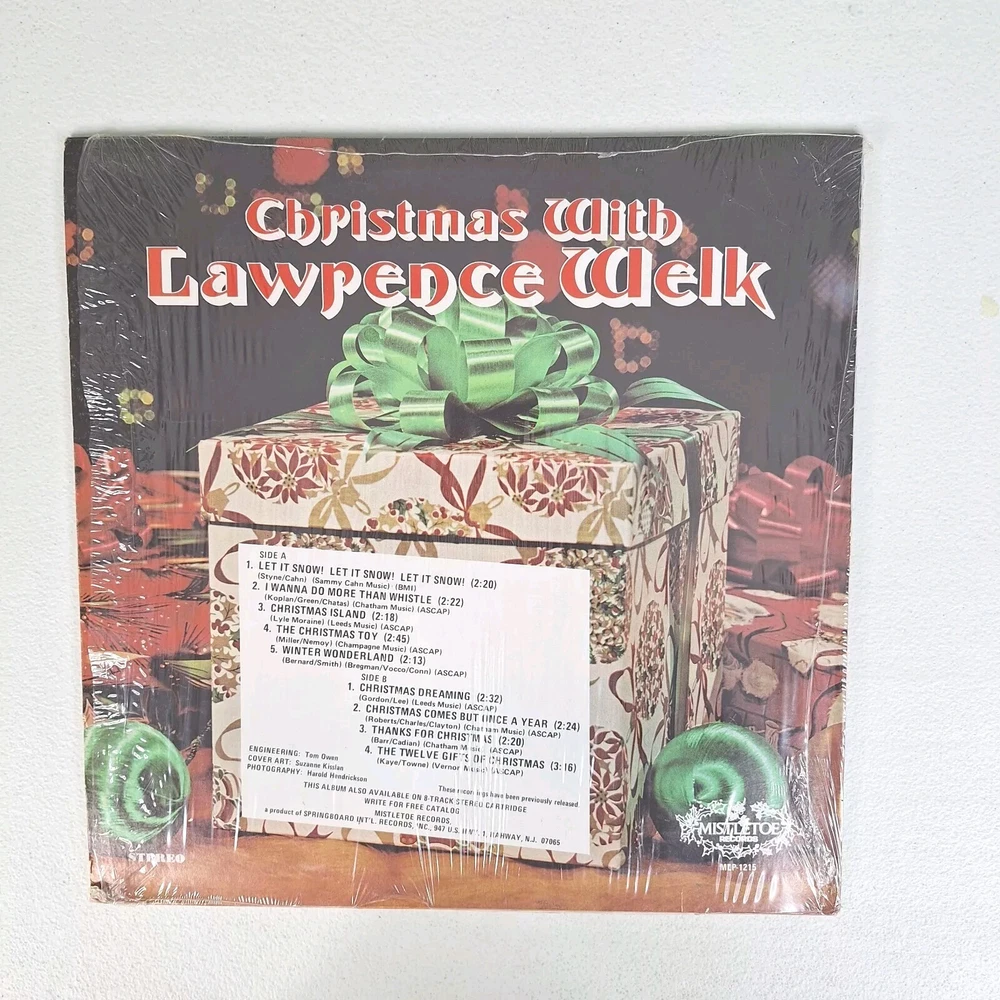 Christmas With
Lawrence Welk
SIDE A
1. LET IT SNOW! LET IT SNOW! LET IT SNOW! (2:20)
(Styne/Cahn) (Sammy Cahn Music) (BMI)
2. I WANNA DO MORE THAN WHISTLE (2:22)
(Koplan/Green/Chatas) (Chatham Music) (ASCAP)
3. CHRISTMAS ISLAND (2:18)
(Lyle Moraine) (Leeds Music) (ASCAP)
4. THE CHRISTMAS TOY (2:45)
(Miller/Nemoy) (Champagne Music) (ASCAP)
5. WINTER WONDERLAND (2:13)
(Bernard/Smith) (Bregman/Vocco/Conn) (ASCAP)
SIDE B
1. CHRISTMAS DREAMING (2:32)
(Gordon/Lee) (Leeds Music) (ASCAP)
2. CHRISTMAS COMES BUT ONCE A YEAR (2:24)
(Roberts/Charles/Clayton) (Chatham Music) (ASCAP)
3. THANKS FOR CHRISTMAS (2:20)
(Barr/Cadian) (Chatham Music) (ASCAP)
4. THE TWELVE GIFTS OF CHRISTMAS (3:16)
(Kaye/Towne) (Vernor Music) (ASCAP)
ENGINEERING: Tom Owen
COVER ART: Suzanne Kisslan
PHOTOGRAPHY: Harold Hendrickson
These recordings have been previously released
THIS ALBUM ALSO AVAILABLE ON 8-TRACK STEREO CARTRIDGE
WRITE FOR FREE CATALOG
MISTLETOE RECORDS,
a product of SPRINGBOARD INT'L. RECORDS, INC., 947 U.S. HWY. 1, RAHWAY, N.J. 07065
STEREO
MISTLETOE
RECORDS
MLP-1215